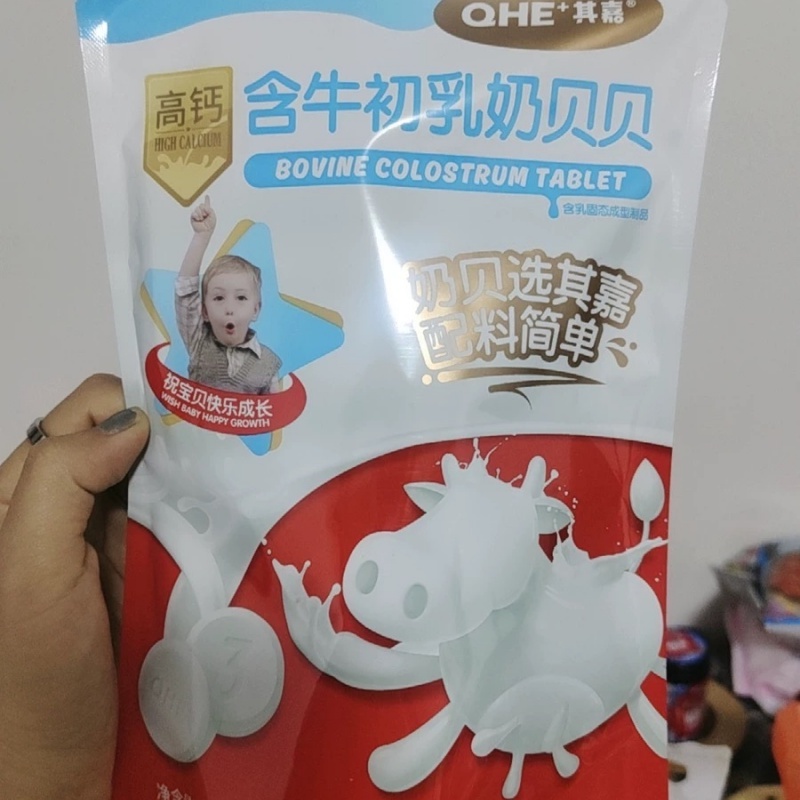 QHE+其嘉®
高钙
HIGH CALCIUM
含牛初乳奶贝贝
BOVINE COLOSTRUM TABLET
含乳固态成型制品
奶贝选其嘉
配料简单
祝宝贝快乐成长
WISH BABY HAPPY GROWTH
QHE